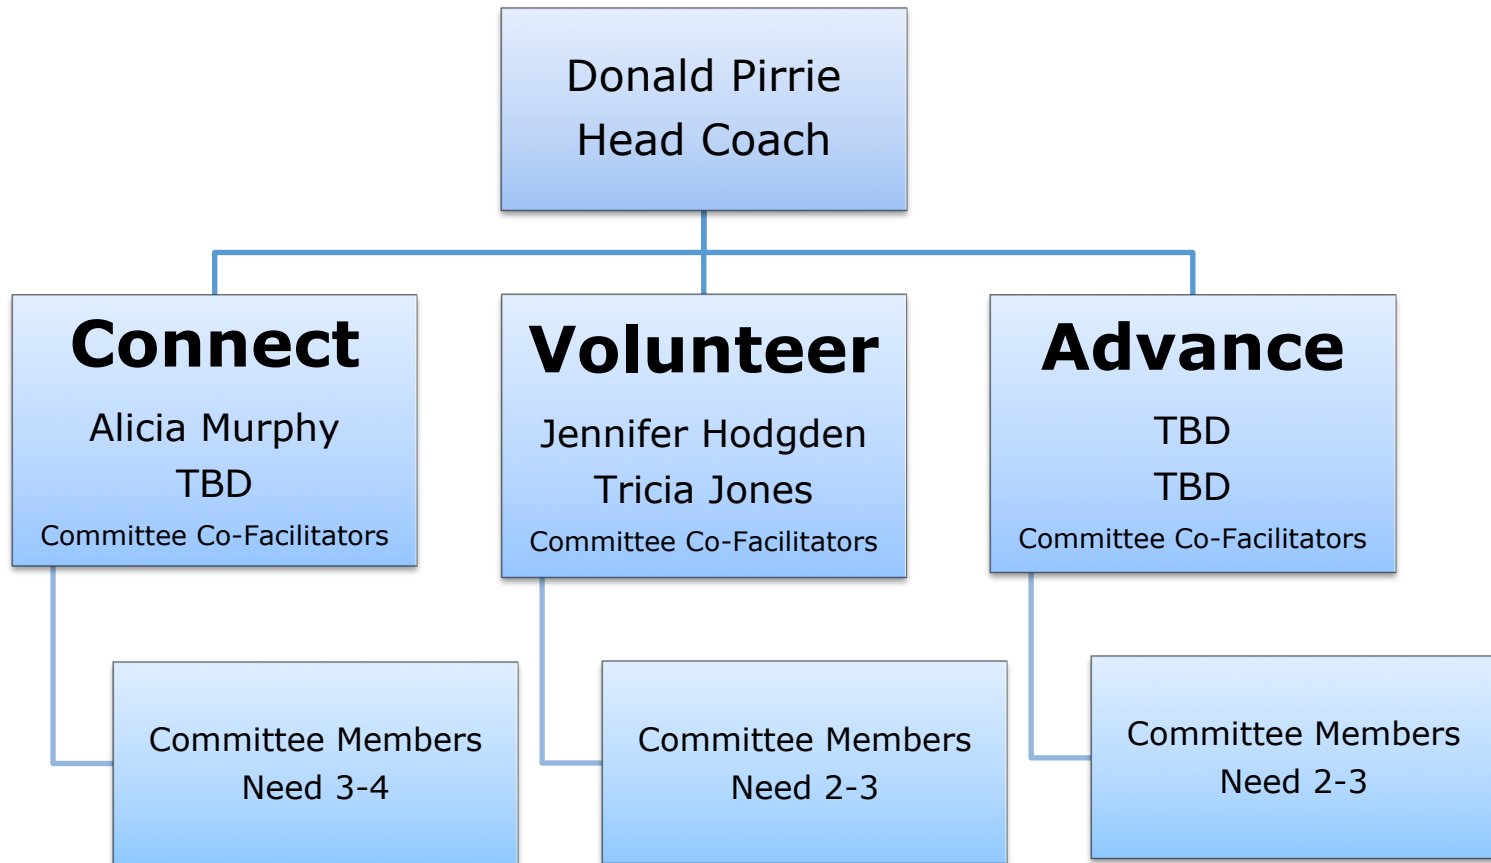 Donald Pirrie
Head Coach
Connect
Alicia Murphy
TBD
Committee Co-Facilitators
Volunteer
Jennifer Hodgden
Tricia Jones
Committee Co-Facilitators
Advance
TBD
TBD
Committee Co-Facilitators
Committee Members
Need 3-4
Committee Members
Need 2-3
Committee Members
Need 2-3